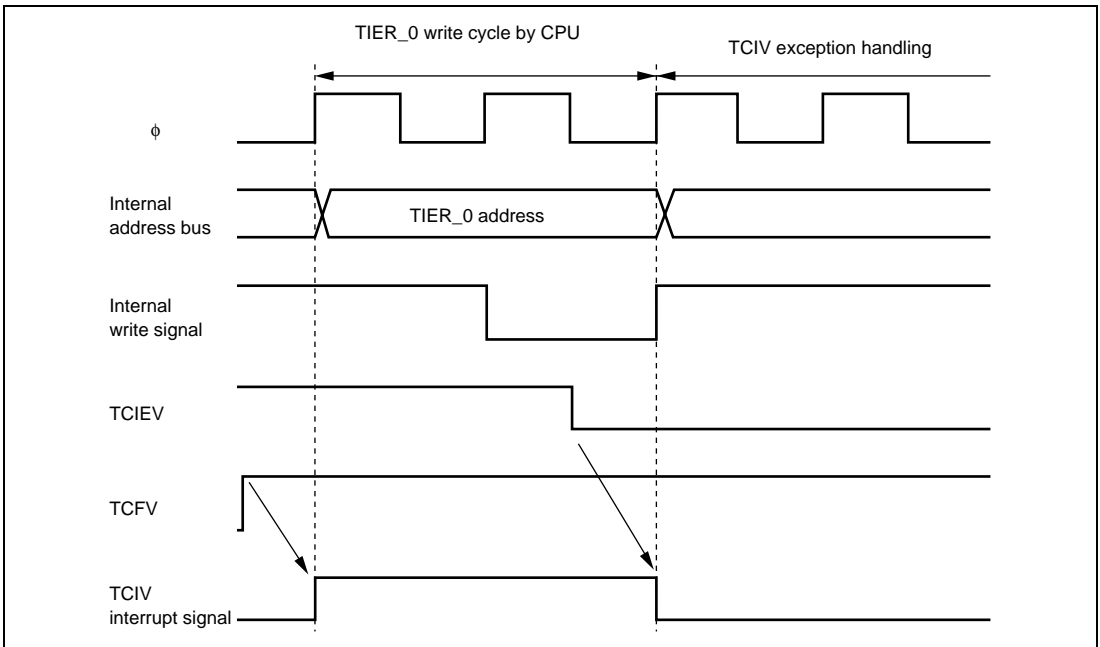 TIER_0 write cycle by CPU
TCIV exception handling
ϕ
Internal
address bus
TIER_0 address
Internal
write signal
TCIEV
TCFV
TCIV
interrupt signal